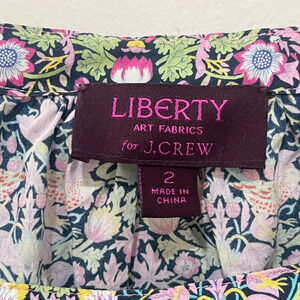 LIBERTY
ART FABRICS
for J.CREW
2
MADE IN
CHINA